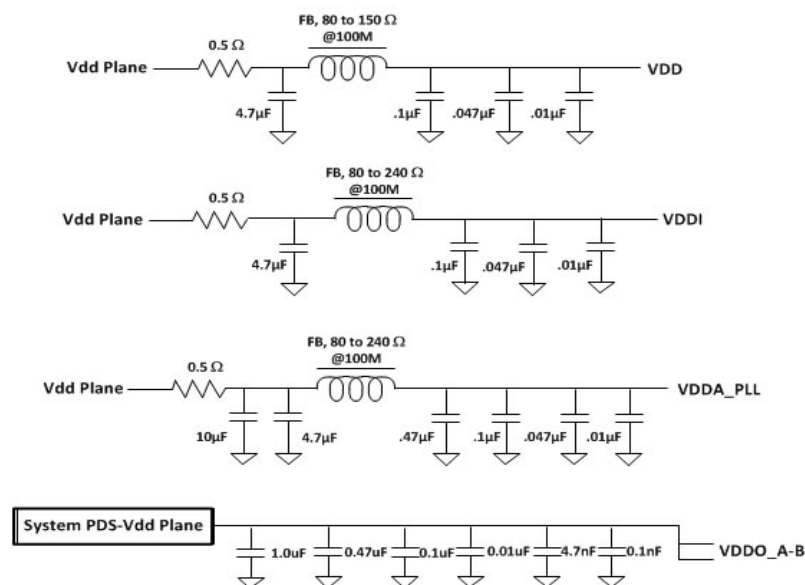 FB, 80 to 150 Ω
@100M
0.5 Ω
Vdd Plane
VDD
4.7µF
.1µF
.047µF
.01µF
FB, 80 to 240 Ω
@100M
0.5 Ω
Vdd Plane
VDDI
4.7µF
.1µF
.047µF
.01µF
FB, 80 to 240 Ω
@100M
0.5 Ω
Vdd Plane
VDDA_PLL
10µF
4.7µF
.47µF
.1µF
.047µF
.01µF
System PDS-Vdd Plane
1.0uF
0.47uF
0.1uF
0.01uF
4.7nF
0.1nF
VDDO_A-B